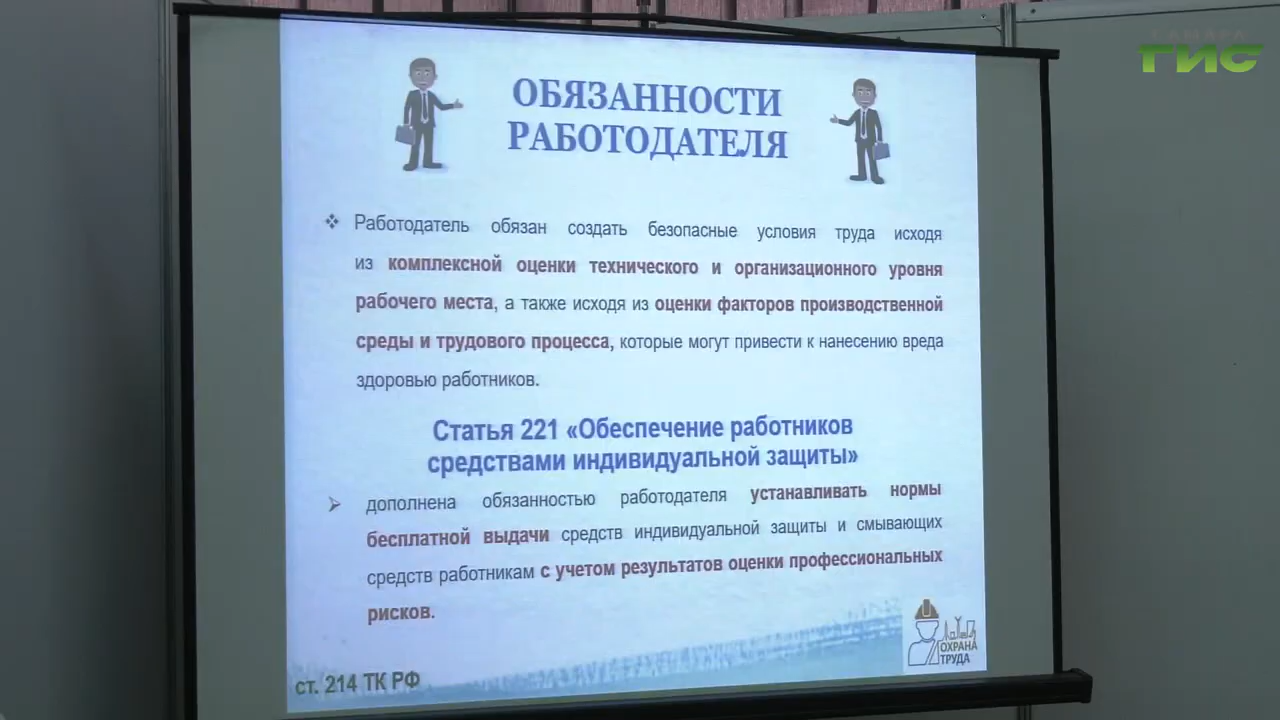 САМАРА
ГИС
ОБЯЗАННОСТИ
РАБОТОДАТЕЛЯ
Работодатель обязан создать безопасные условия труда исходя
из комплексной оценки технического и организационного уровня
рабочего места, а также исходя из оценки факторов производственной
среды и трудового процесса, которые могут привести к нанесению вреда
здоровью работников.
Статья 221 «Обеспечение работников
средствами индивидуальной защиты»
дополнена обязанностью работодателя устанавливать нормы
бесплатной выдачи средств индивидуальной защиты и смывающих
средств работникам с учетом результатов оценки профессиональных
рисков.
ОХРАНА
ТРУДА
ст. 214 ТК РФ